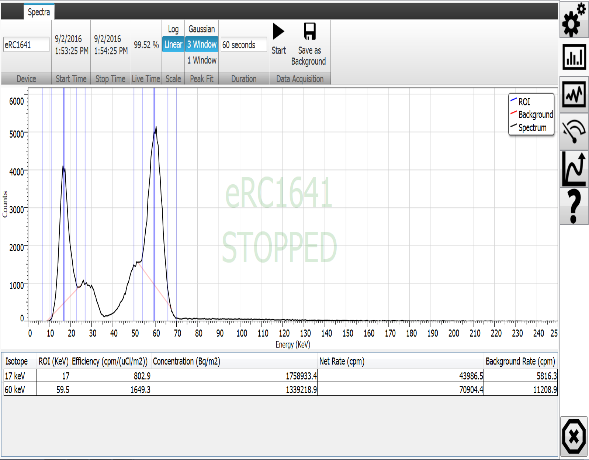 Spectra
Log Gaussian
eRC1641 9/2/2016 9/2/2016 99.52 % Linear 3 Window 60 seconds Start Save as
1:53:25 PM 1:54:25 PM 1 Window Background
Device Start Time Stop Time Live Time Scale Peak Fit Duration Data Acquisition
6000
5000
4000
3000
2000
1000
0
Counts
ROI
Background
Spectrum
eRC1641
STOPPED
0 10 20 30 40 50 60 70 80 90 100 110 120 130 140 150 160 170 180 190 200 210 220 230 240 25
Energy (KeV)
Isotope ROI (KeV) Efficiency (cpm/(uCi/m2)) Concentration (Bq/m2) Net Rate (cpm) Background Rate (cpm)
17 keV 17 802.9 1758933.4 43986.5 5816.3
60 keV 59.5 1649.3 1339218.9 70904.4 11208.9
?